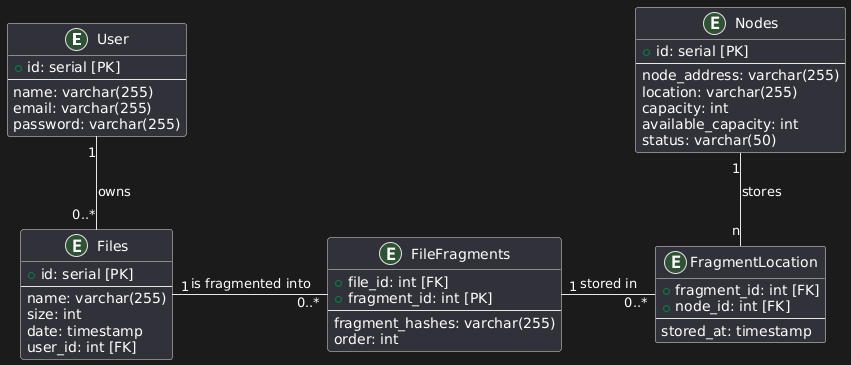 E User
id: serial [PK]
name: varchar(255)
email: varchar(255)
password: varchar(255)
E Nodes
id: serial [PK]
node_address: varchar(255)
location: varchar(255)
capacity: int
available_capacity: int
status: varchar(50)
1
owns
0..*
1
stores
n
E Files
id: serial [PK]
name: varchar(255)
size: int
date: timestamp
user_id: int [FK]
1 is fragmented into
0..*
E FileFragments
file_id: int [FK]
fragment_id: int [PK]
fragment_hashes: varchar(255)
order: int
1 stored in
0..*
E FragmentLocation
fragment_id: int [FK]
node_id: int [FK]
stored_at: timestamp